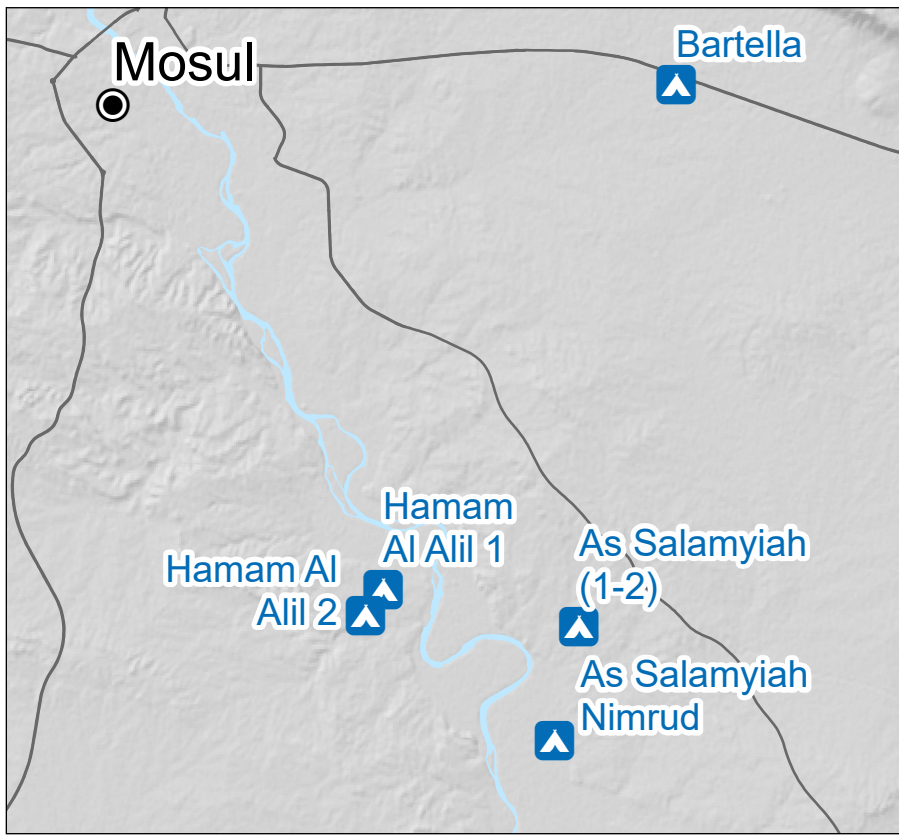 Bartella
Mosul
Hamam
Al Alil 1
Hamam Al
Alil 2
As Salamyiah
(1-2)
As Salamyiah
Nimrud